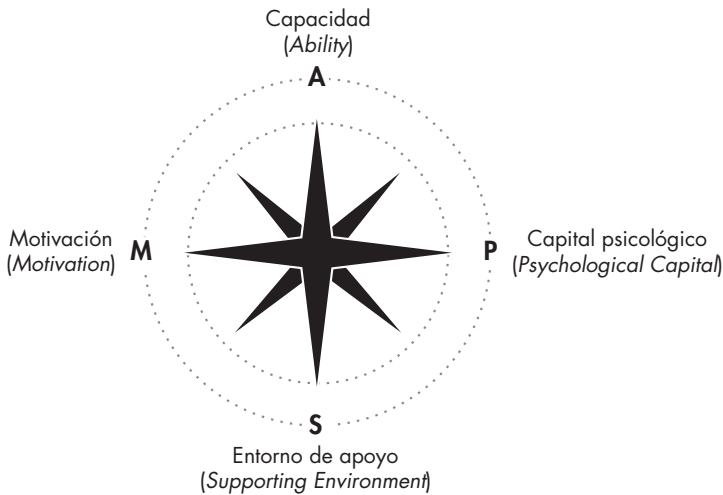 Capacidad
(Ability)
A
Motivación
(Motivation)
M
P
Capital psicológico
(Psychological Capital)
S
Entorno de apoyo
(Supporting Environment)